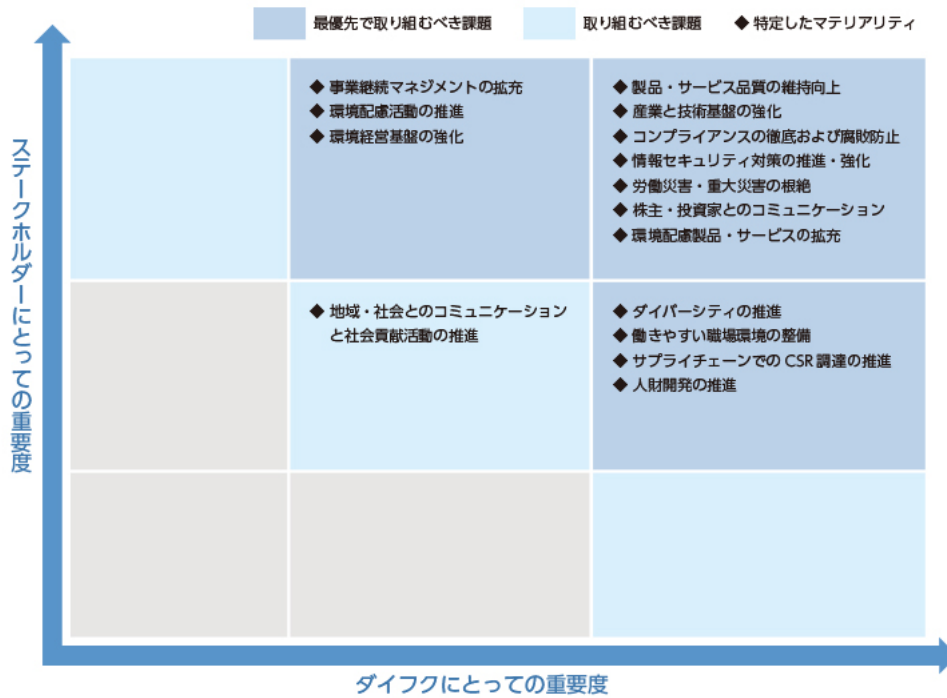 最優先で取り組むべき課題
取り組むべき課題
◆ 特定したマテリアリティ
ステークホルダーにとっての重要度
◆ 事業継続マネジメントの拡充
◆ 環境配慮活動の推進
◆ 環境経営基盤の強化
◆ 製品・サービス品質の維持向上
◆ 産業と技術基盤の強化
◆ コンプライアンスの徹底および腐敗防止
◆ 情報セキュリティ対策の推進・強化
◆ 労働災害・重大災害の根絶
◆ 株主・投資家とのコミュニケーション
◆ 環境配慮製品・サービスの拡充
◆ 地域・社会とのコミュニケーション
と社会貢献活動の推進
◆ ダイバーシティの推進
◆ 働きやすい職場環境の整備
◆ サプライチェーンでの CSR 調達の推進
◆ 人財開発の推進
ダイフクにとっての重要度